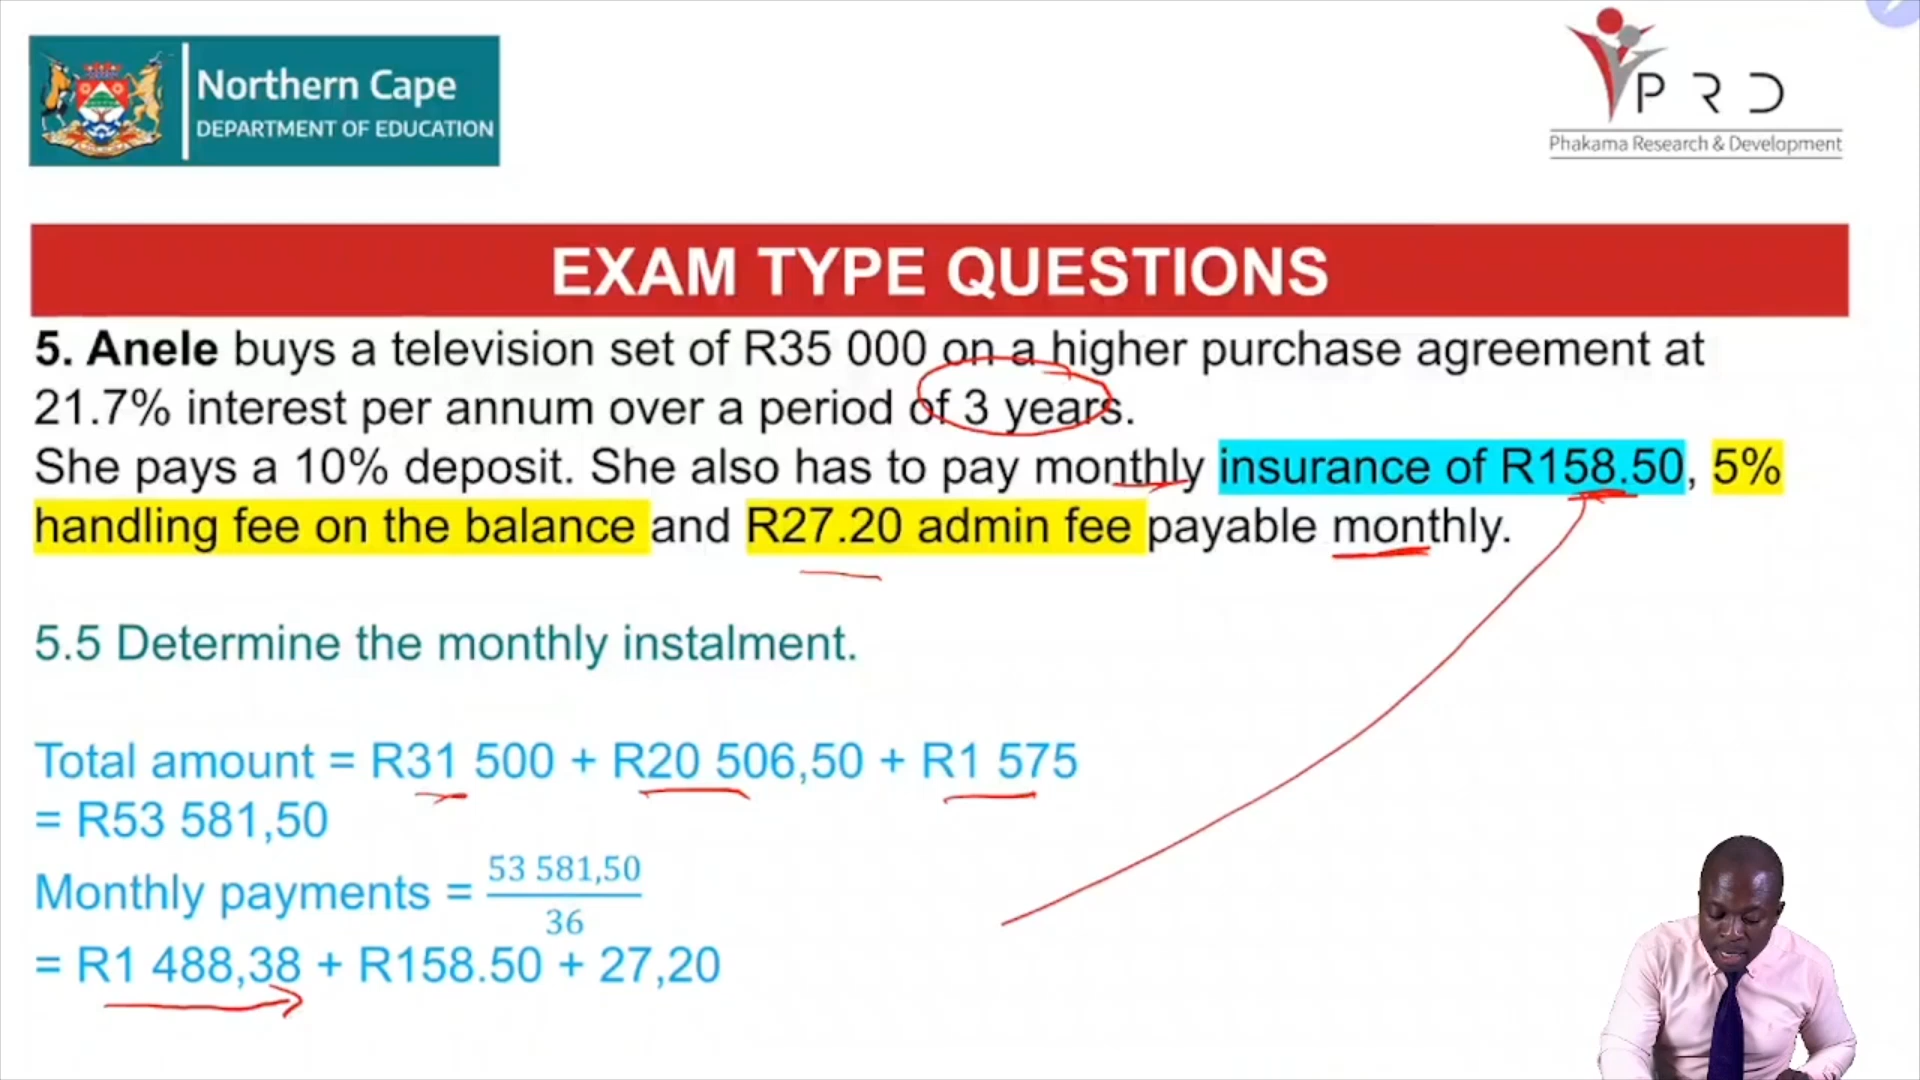 Northern Cape
DEPARTMENT OF EDUCATION
PRD
Phakama Research & Development
EXAM TYPE QUESTIONS
5. Anele buys a television set of R35 000 on a higher purchase agreement at
21.7% interest per annum over a period of 3 years.
She pays a 10% deposit. She also has to pay monthly insurance of R158.50, 5%
handling fee on the balance and R27.20 admin fee payable monthly.
5.5 Determine the monthly instalment.
Total amount = R31 500 + R20 506,50 + R1 575
= R53 581,50
Monthly payments = 53 581,50 / 36
= R1 488,38 + R158.50 + 27,20